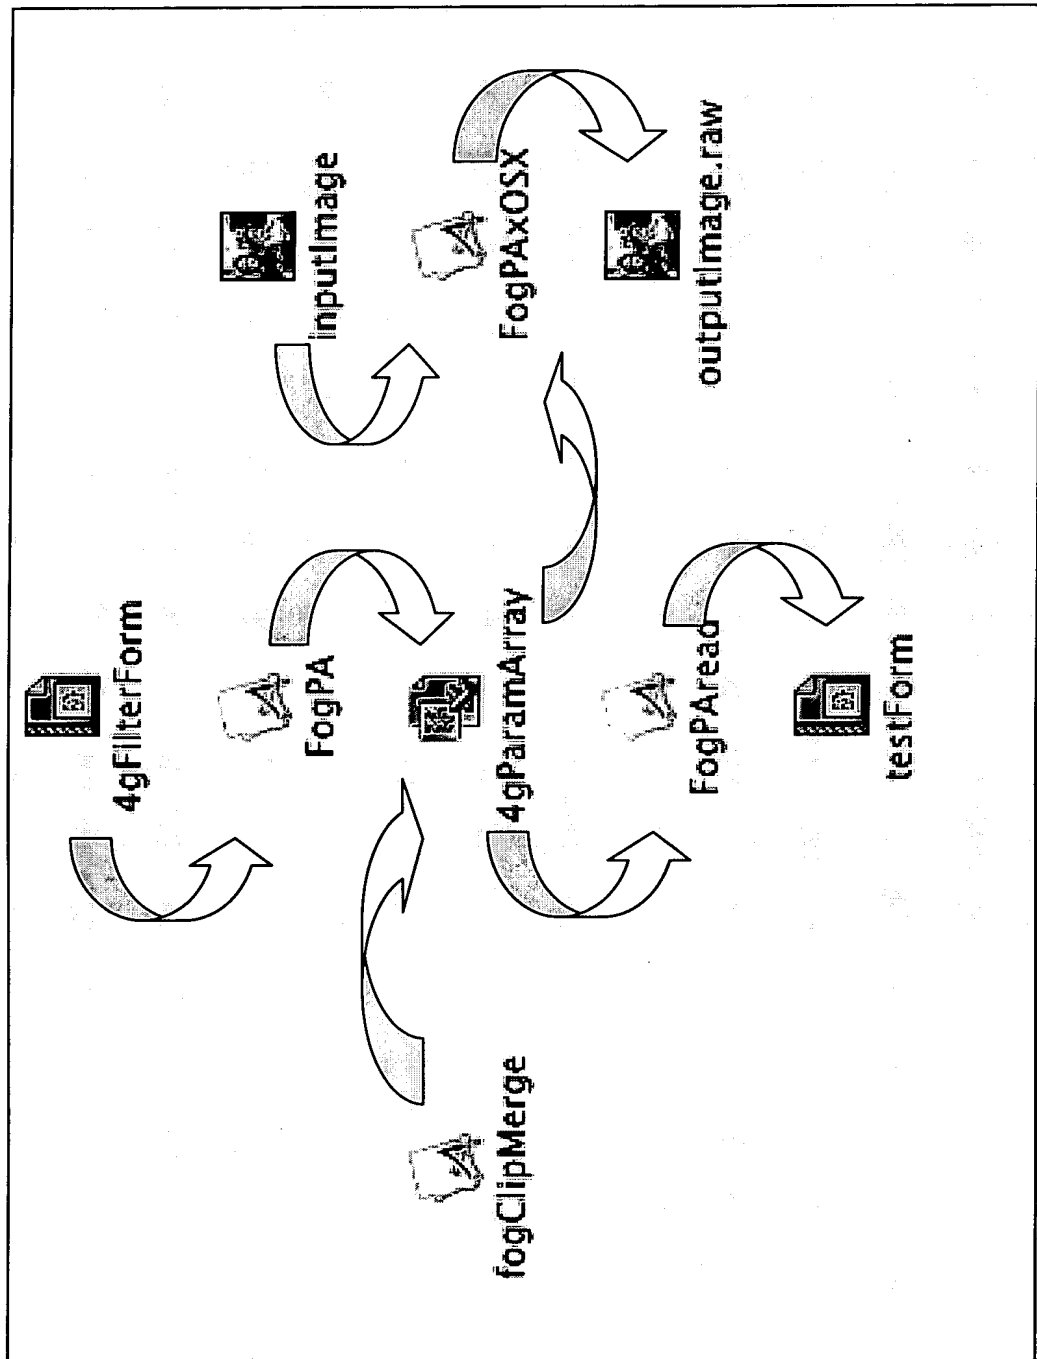 4gFilterForm
FogPA
inputImage
fogClipMerge
4gParamArray
FogPAxOSX
FogPAread
outputImage.raw
testForm